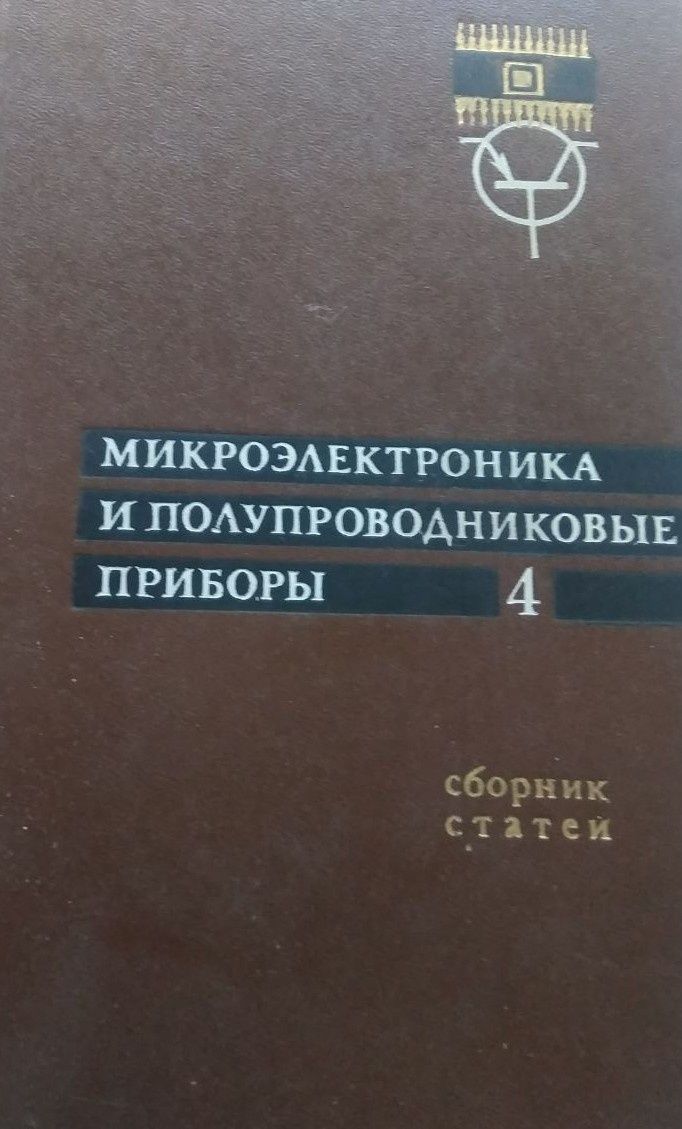 МИКРОЭЛЕКТРОНИКА
И ПОЛУПРОВОДНИКОВЫЕ
ПРИБОРЫ 4
сборник
статей